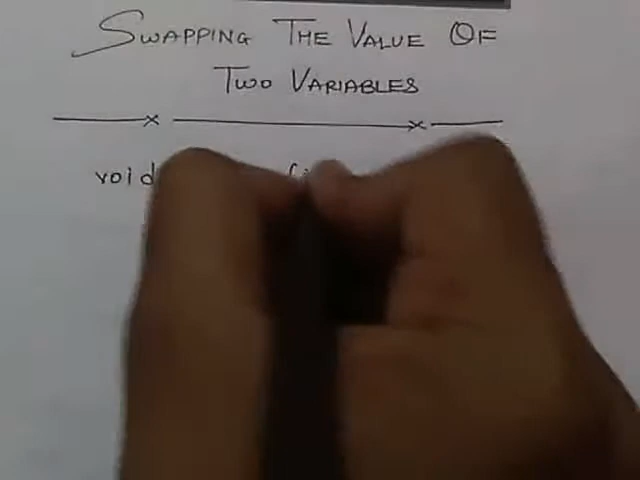 SWAPPING THE VALUE OF
TWO VARIABLES
void